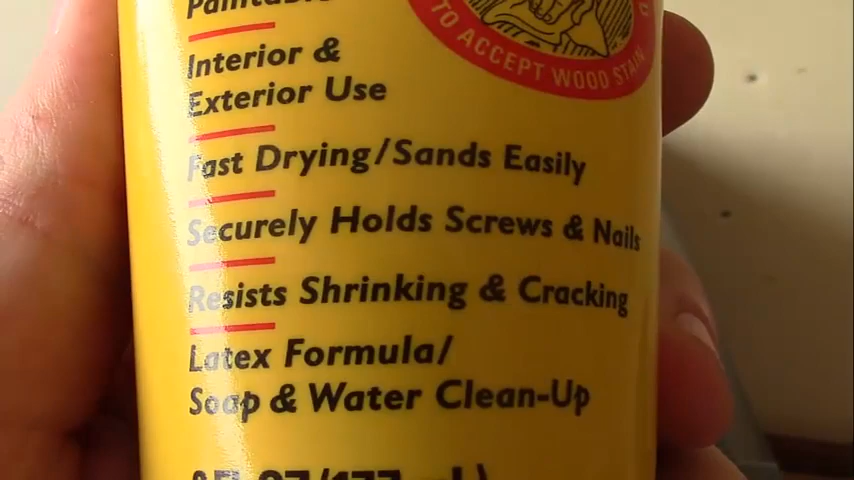 Paintable
Interior &
Exterior Use
Fast Drying/Sands Easily
Securely Holds Screws & Nails
Resists Shrinking & Cracking
Latex Formula/
Soap & Water Clean-Up
TO ACCEPT WOOD STAIN